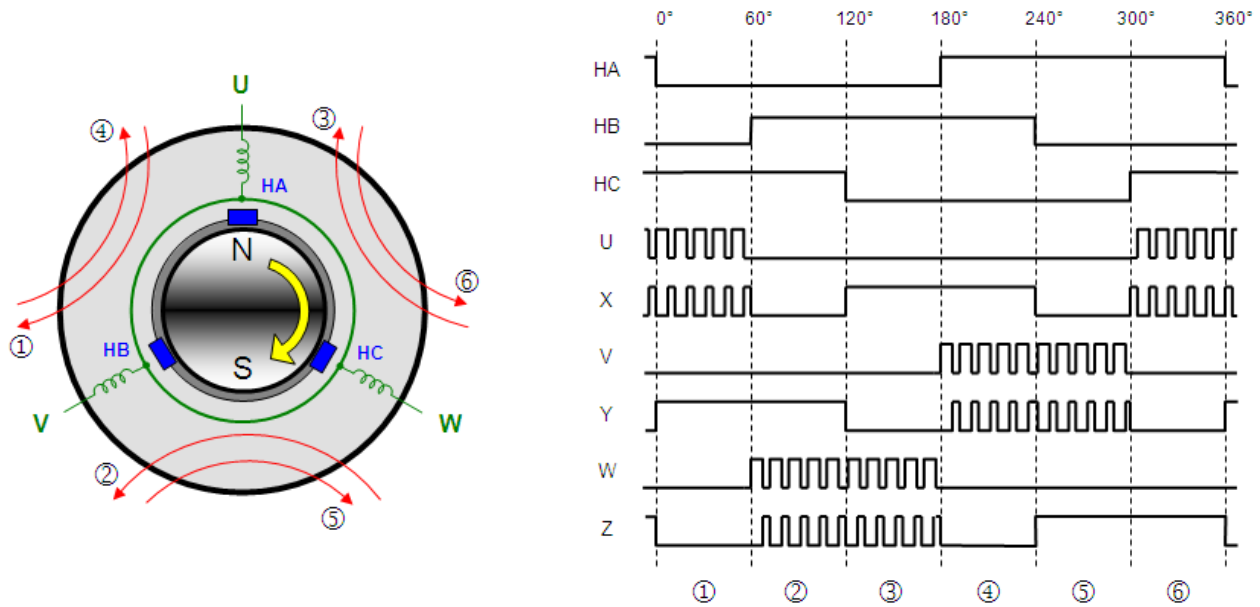 U
④
③
HA
N
⑥
①
HB
HC
S
V
W
②
⑤
0° 60° 120° 180° 240° 300° 360°
HA
HB
HC
U
X
V
Y
W
Z
① ② ③ ④ ⑤ ⑥